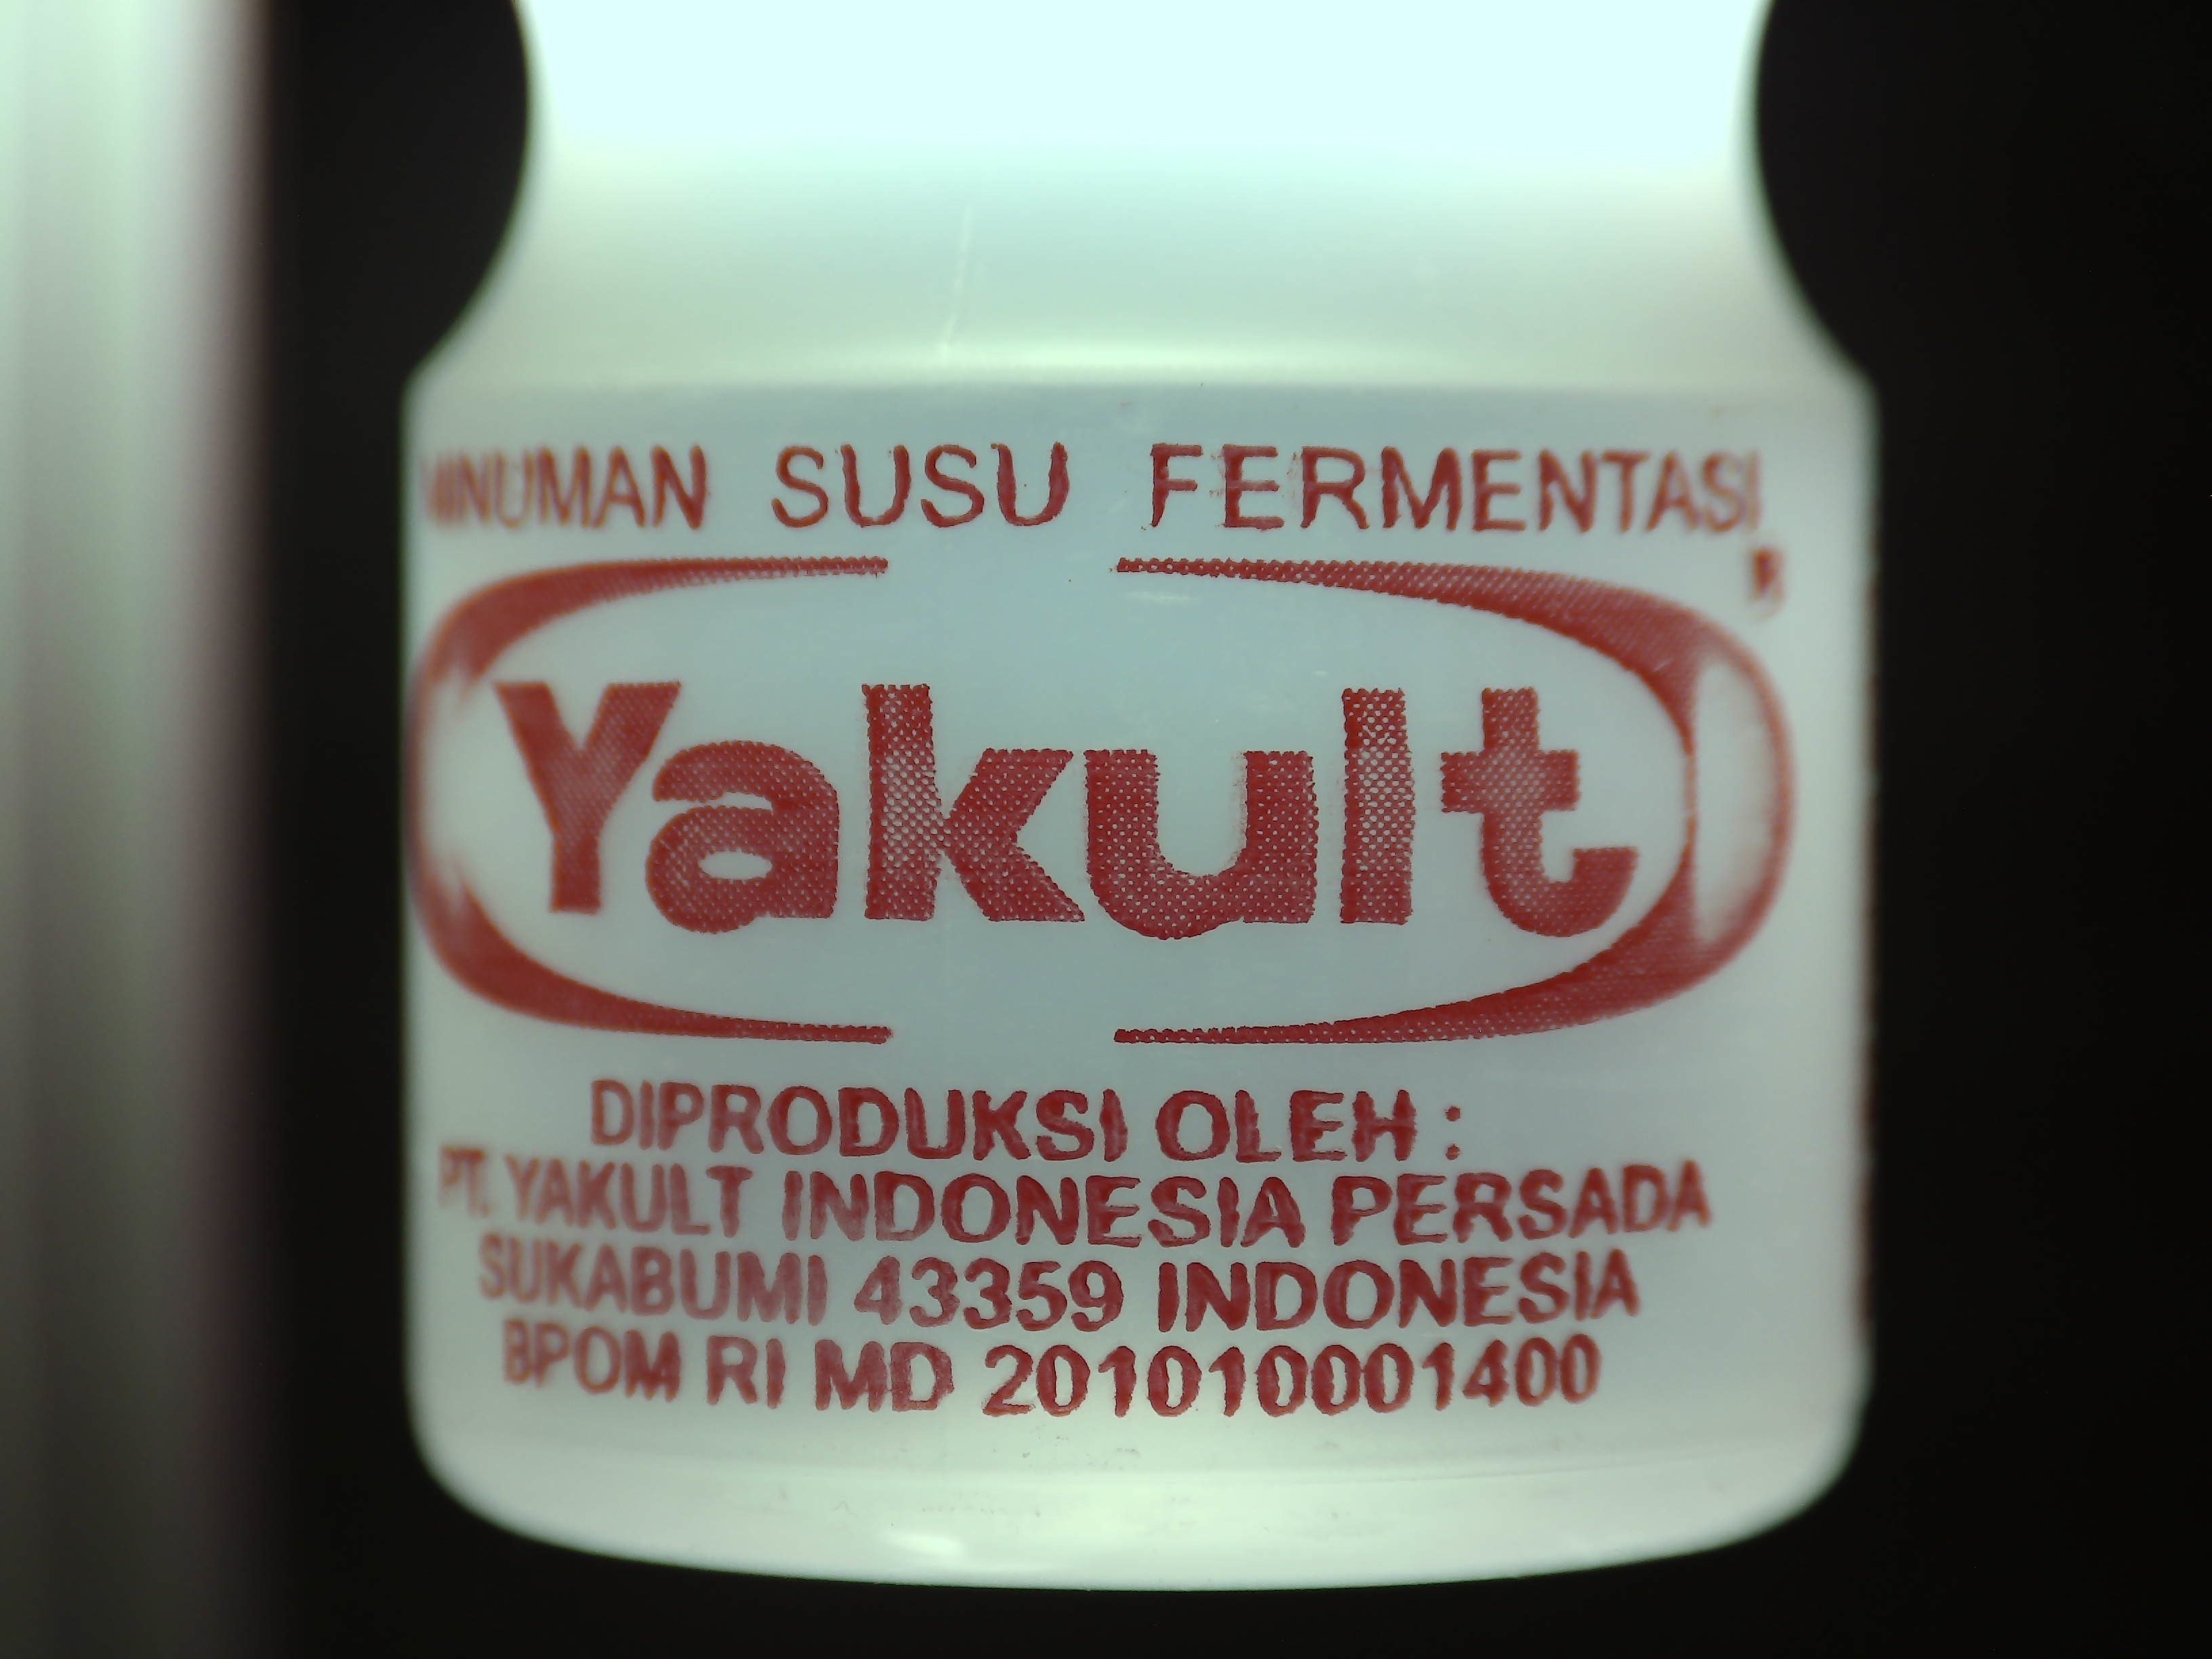 MINUMAN SUSU FERMENTASI
Yakult®
DIPRODUKSI OLEH :
PT. YAKULT INDONESIA PERSADA
SUKABUMI 43359 INDONESIA
BPOM RI MD 201010001400